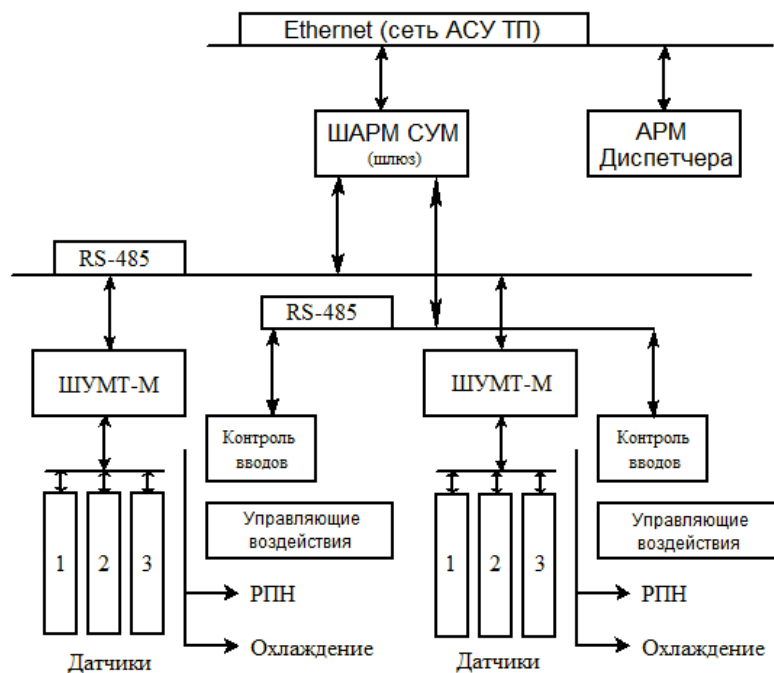 Ethernet (сеть АСУ ТП)
ШАРМ СУМ
(шлюз)
АРМ
Диспетчера
RS-485
RS-485
ШУМТ-М
ШУМТ-М
Контроль
вводов
Контроль
вводов
Управляющие
воздействия
Управляющие
воздействия
1 2 3
1 2 3
РПН
РПН
Охлаждение
Охлаждение
Датчики
Датчики